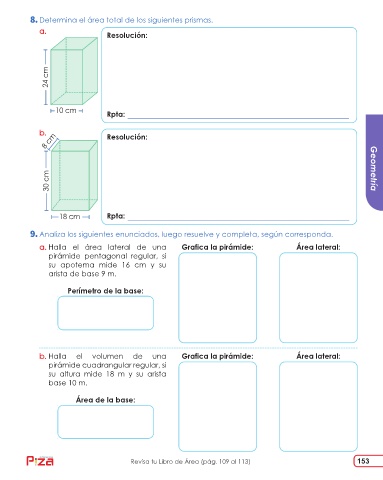 8. Determina el área total de los siguientes prismas.
a.
Resolución:
24 cm
10 cm
Rpta:
b.
Resolución:
8 cm
30 cm
18 cm
Rpta:
Geometría
9. Analiza los siguientes enunciados, luego resuelve y completa, según corresponda.
a. Halla el área lateral de una
pirámide pentagonal regular, si
su apotema mide 16 cm y su
arista de base 9 m.
Grafica la pirámide:
Área lateral:
Perímetro de la base:
b. Halla el volumen de una
pirámide cuadrangular regular, si
su altura mide 18 m y su arista
base 10 m.
Grafica la pirámide:
Área lateral:
Área de la base:
Revisa tu Libro de Área (pág. 109 al 113)
153